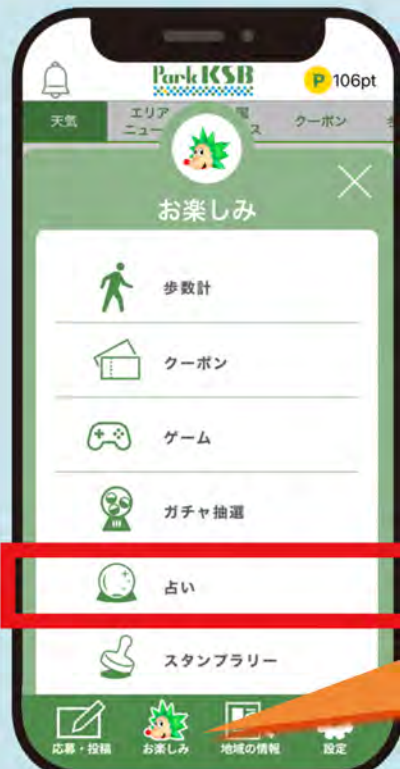 Park KSB
P 106pt
天気
エリア
ニュー
ス
クーポン
お楽しみ
歩数計
クーポン
ゲーム
ガチャ抽選
占い
スタンプラリー
応募・投稿
お楽しみ
地域の情報
設定